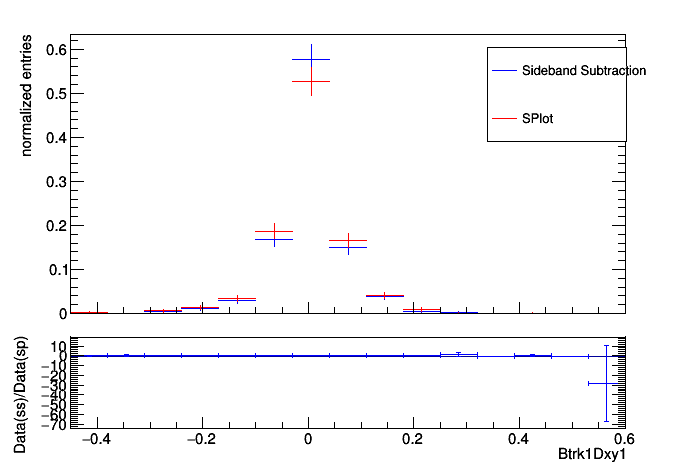 normalized entries
0.6
0.5
0.4
0.3
0.2
0.1
0
Sideband Subtraction
SPlot
Data(ss)/Data(sp)
10
0
−10
−20
−30
−40
−50
−60
−70
−0.4 −0.2 0 0.2 0.4 0.6
Btrk1Dxy1